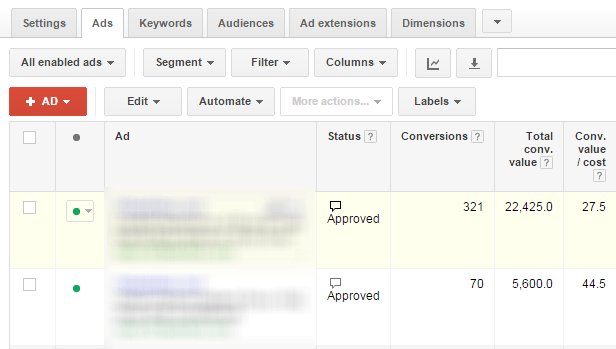 Settings Ads Keywords Audiences Ad extensions Dimensions
All enabled ads Segment Filter Columns
+ AD Edit Automate More actions... Labels
Ad Status ? Conversions ? Total conv. value ? Conv. value / cost ?
Approved 321 22,425.0 27.5
Approved 70 5,600.0 44.5